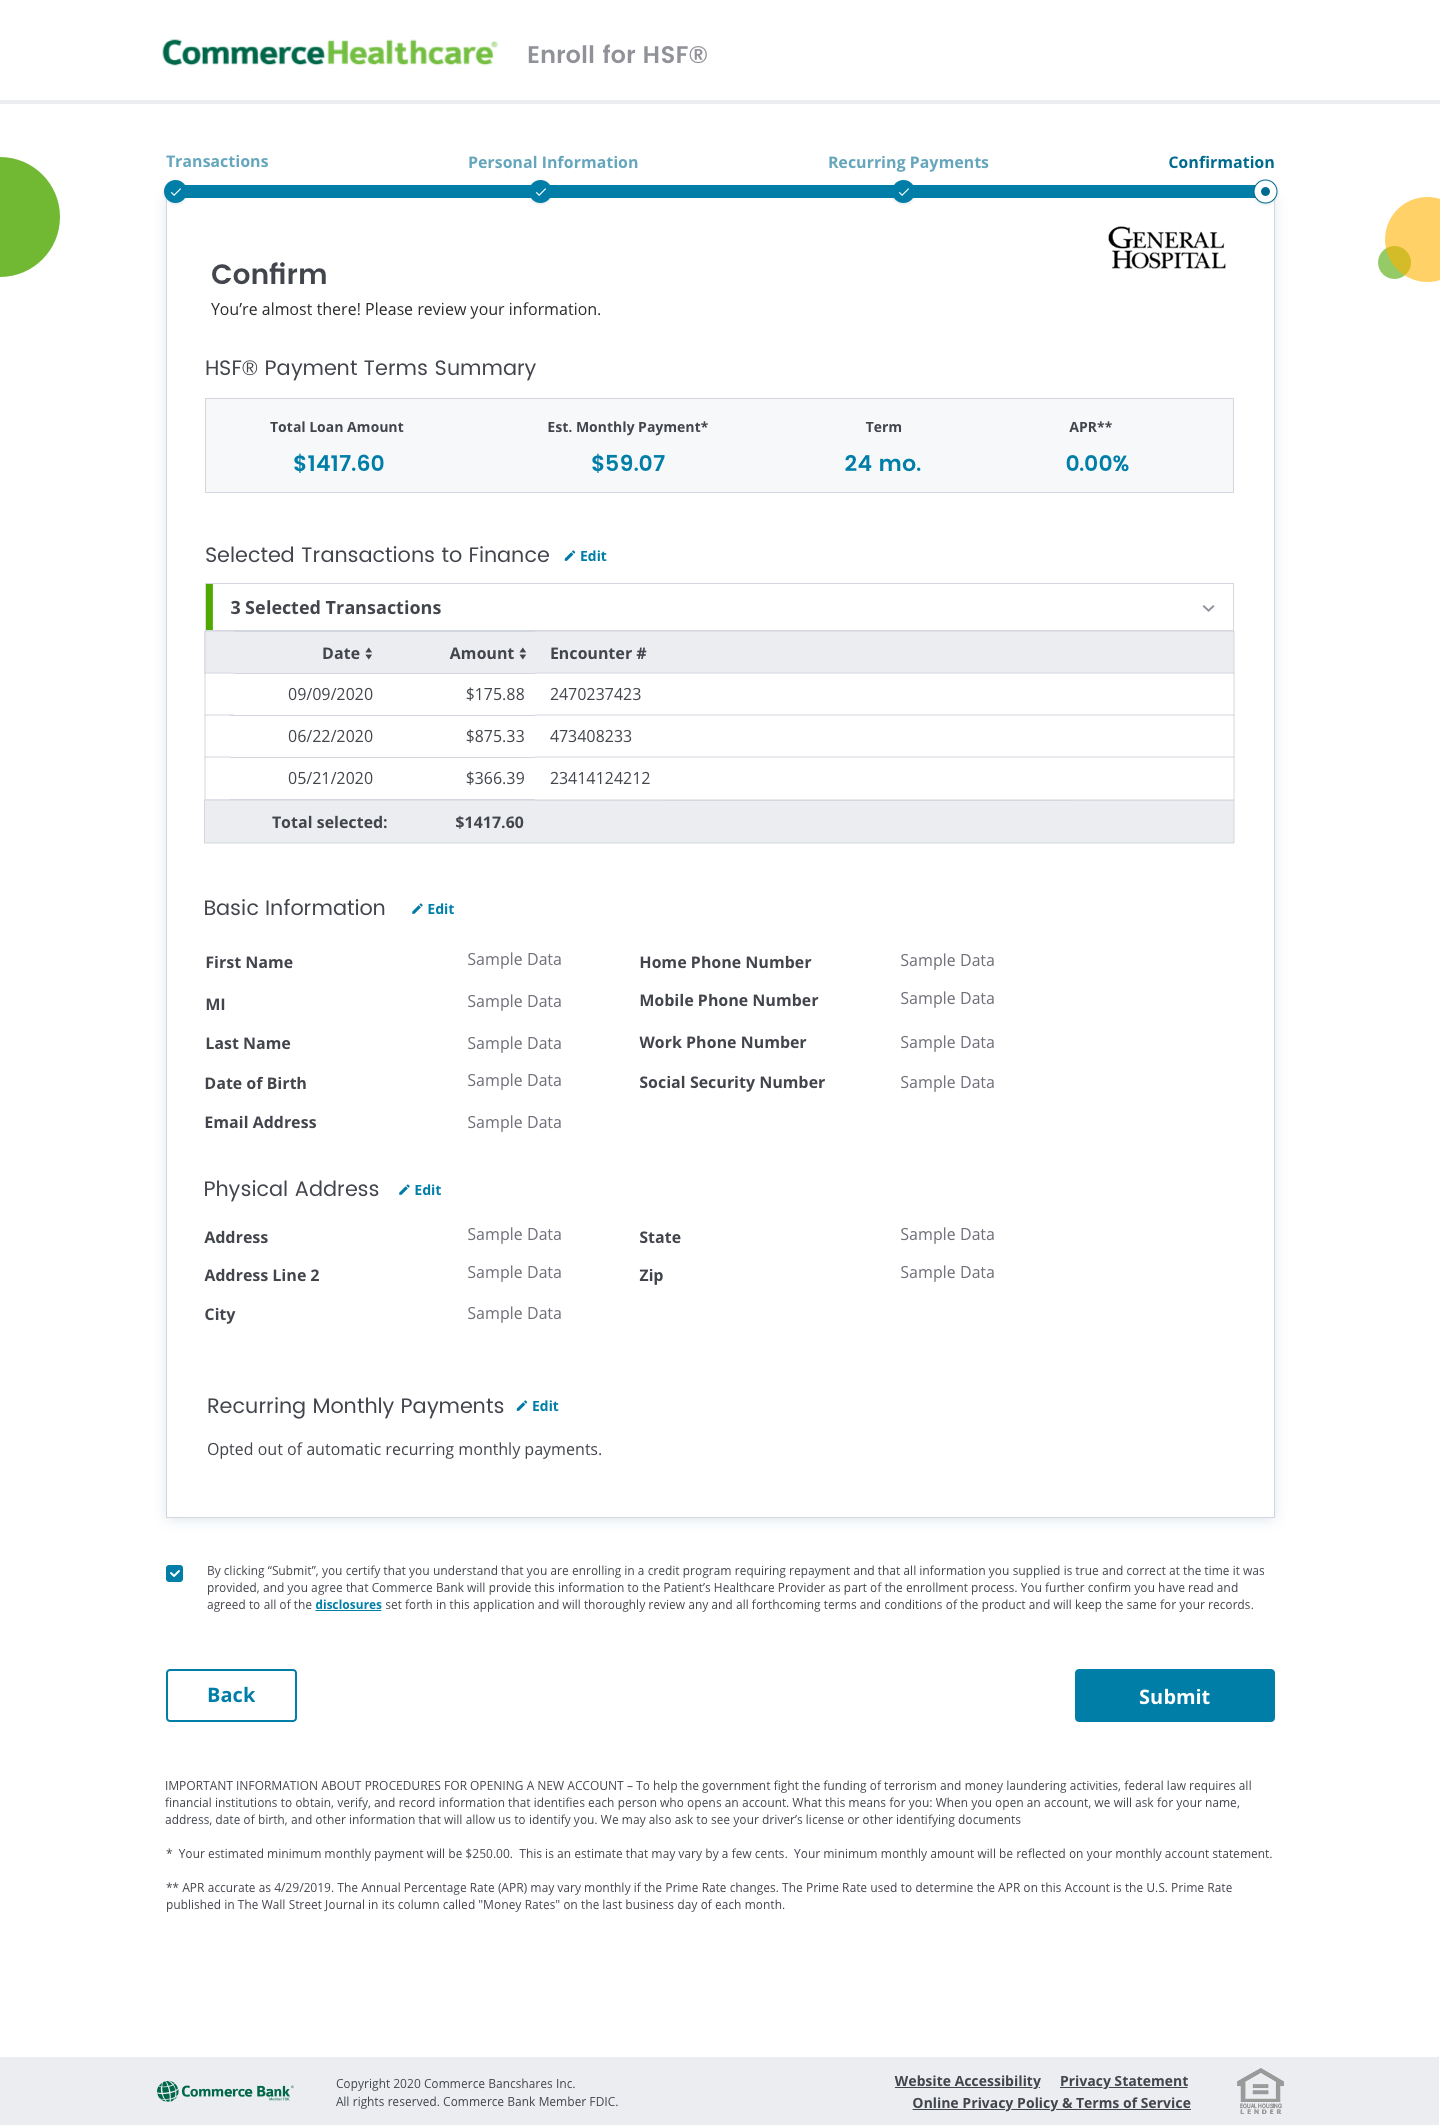 CommerceHealthcare® Enroll for HSF®
Transactions Personal Information Recurring Payments Confirmation
GENERAL
HOSPITAL
Confirm
You’re almost there! Please review your information.
HSF® Payment Terms Summary
Total Loan Amount Est. Monthly Payment* Term APR**
$1417.60 $59.07 24 mo. 0.00%
Selected Transactions to Finance Edit
3 Selected Transactions
Date Amount Encounter #
09/09/2020 $175.88 2470237423
06/22/2020 $875.33 473408233
05/21/2020 $366.39 23414124212
Total selected: $1417.60
Basic Information Edit
First Name Sample Data Home Phone Number Sample Data
MI Sample Data Mobile Phone Number Sample Data
Last Name Sample Data Work Phone Number Sample Data
Date of Birth Sample Data Social Security Number Sample Data
Email Address Sample Data
Physical Address Edit
Address Sample Data State Sample Data
Address Line 2 Sample Data Zip Sample Data
City Sample Data
Recurring Monthly Payments Edit
Opted out of automatic recurring monthly payments.
By clicking “Submit”, you certify that you understand that you are enrolling in a credit program requiring repayment and that all information you supplied is true and correct at the time it was
provided, and you agree that Commerce Bank will provide this information to the Patient’s Healthcare Provider as part of the enrollment process. You further confirm you have read and
agreed to all of the disclosures set forth in this application and will thoroughly review any and all forthcoming terms and conditions of the product and will keep the same for your records.
Back Submit
IMPORTANT INFORMATION ABOUT PROCEDURES FOR OPENING A NEW ACCOUNT – To help the government fight the funding of terrorism and money laundering activities, federal law requires all
financial institutions to obtain, verify, and record information that identifies each person who opens an account. What this means for you: When you open an account, we will ask for your name,
address, date of birth, and other information that will allow us to identify you. We may also ask to see your driver’s license or other identifying documents
* Your estimated minimum monthly payment will be $250.00. This is an estimate that may vary by a few cents. Your minimum monthly amount will be reflected on your monthly account statement.
** APR accurate as 4/29/2019. The Annual Percentage Rate (APR) may vary monthly if the Prime Rate changes. The Prime Rate used to determine the APR on this Account is the U.S. Prime Rate
published in The Wall Street Journal in its column called "Money Rates" on the last business day of each month.
Commerce Bank
Member FDIC
Copyright 2020 Commerce Bancshares Inc.
All rights reserved. Commerce Bank Member FDIC.
Website Accessibility Privacy Statement
Online Privacy Policy & Terms of Service
EQUAL HOUSING
LENDER